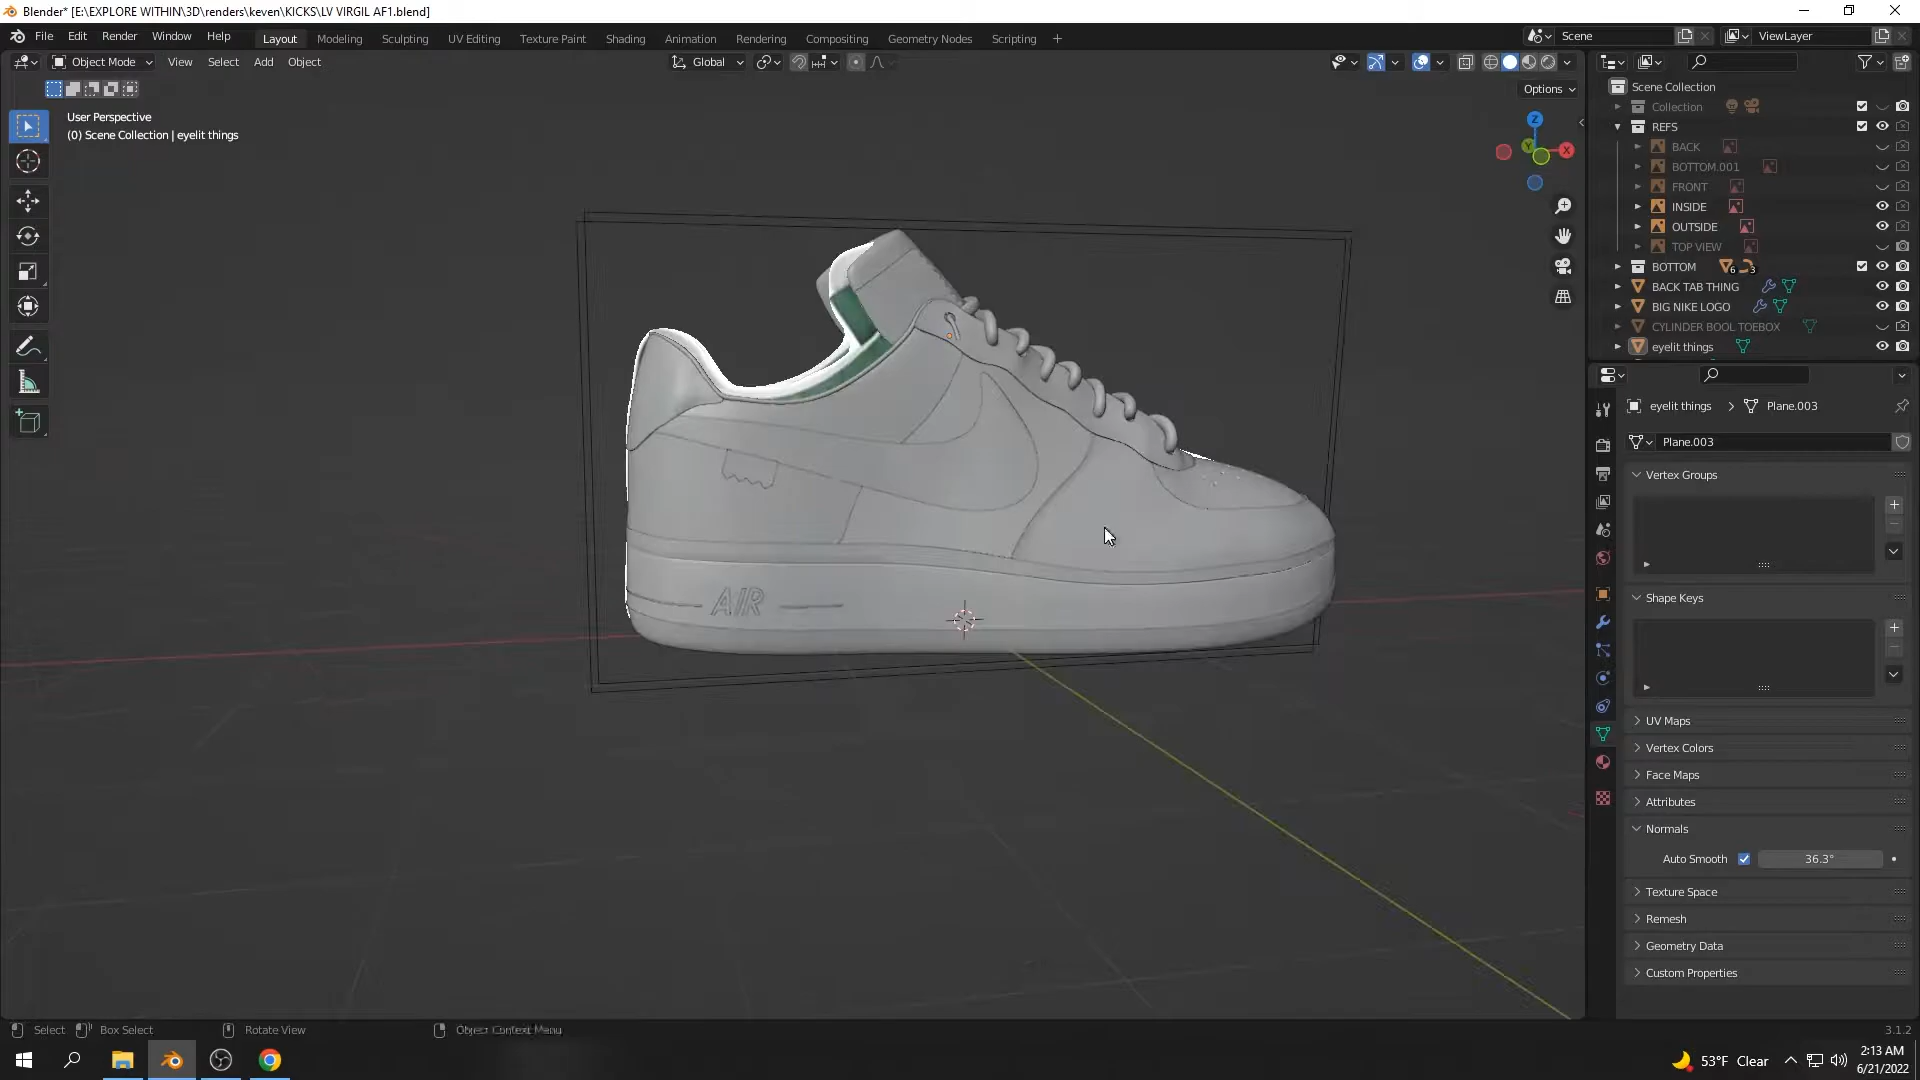 Blender* [E:\EXPLORE WITHIN\3D\renders\keven\KICKS\LV VIRGIL AF1.blend]
File Edit Render Window Help Layout Modeling Sculpting UV Editing Texture Paint Shading Animation Rendering Compositing Geometry Nodes Scripting + Scene ViewLayer
Object Mode View Select Add Object Global
Options
User Perspective
(0) Scene Collection | eyelit things
Z
Y
X
AIR
Scene Collection
Collection
REFS
BACK
BOTTOM.001
FRONT
INSIDE
OUTSIDE
TOP VIEW
BOTTOM 6 3
BACK TAB THING
BIG NIKE LOGO
CYLINDER BOOL TOEBOX
eyelit things
eyelit things Plane.003
Plane.003
Vertex Groups
Shape Keys
UV Maps
Vertex Colors
Face Maps
Attributes
Normals
Auto Smooth 36.3°
Texture Space
Remesh
Geometry Data
Custom Properties
Select Box Select Rotate View Object Context Menu 3.1.2
53°F Clear
2:13 AM
6/21/2022